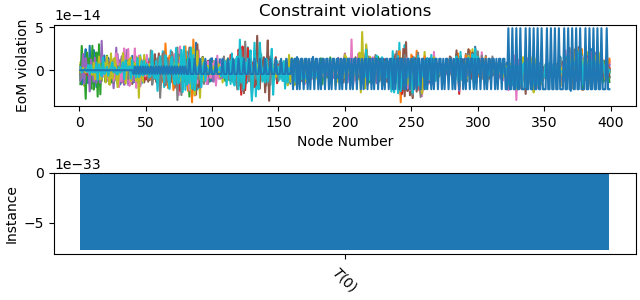 Constraint violations
1e−14
5
0
EoM violation
0 50 100 150 200 250 300 350 400
Node Number
1e−33
0
−5
Instance
T(0)